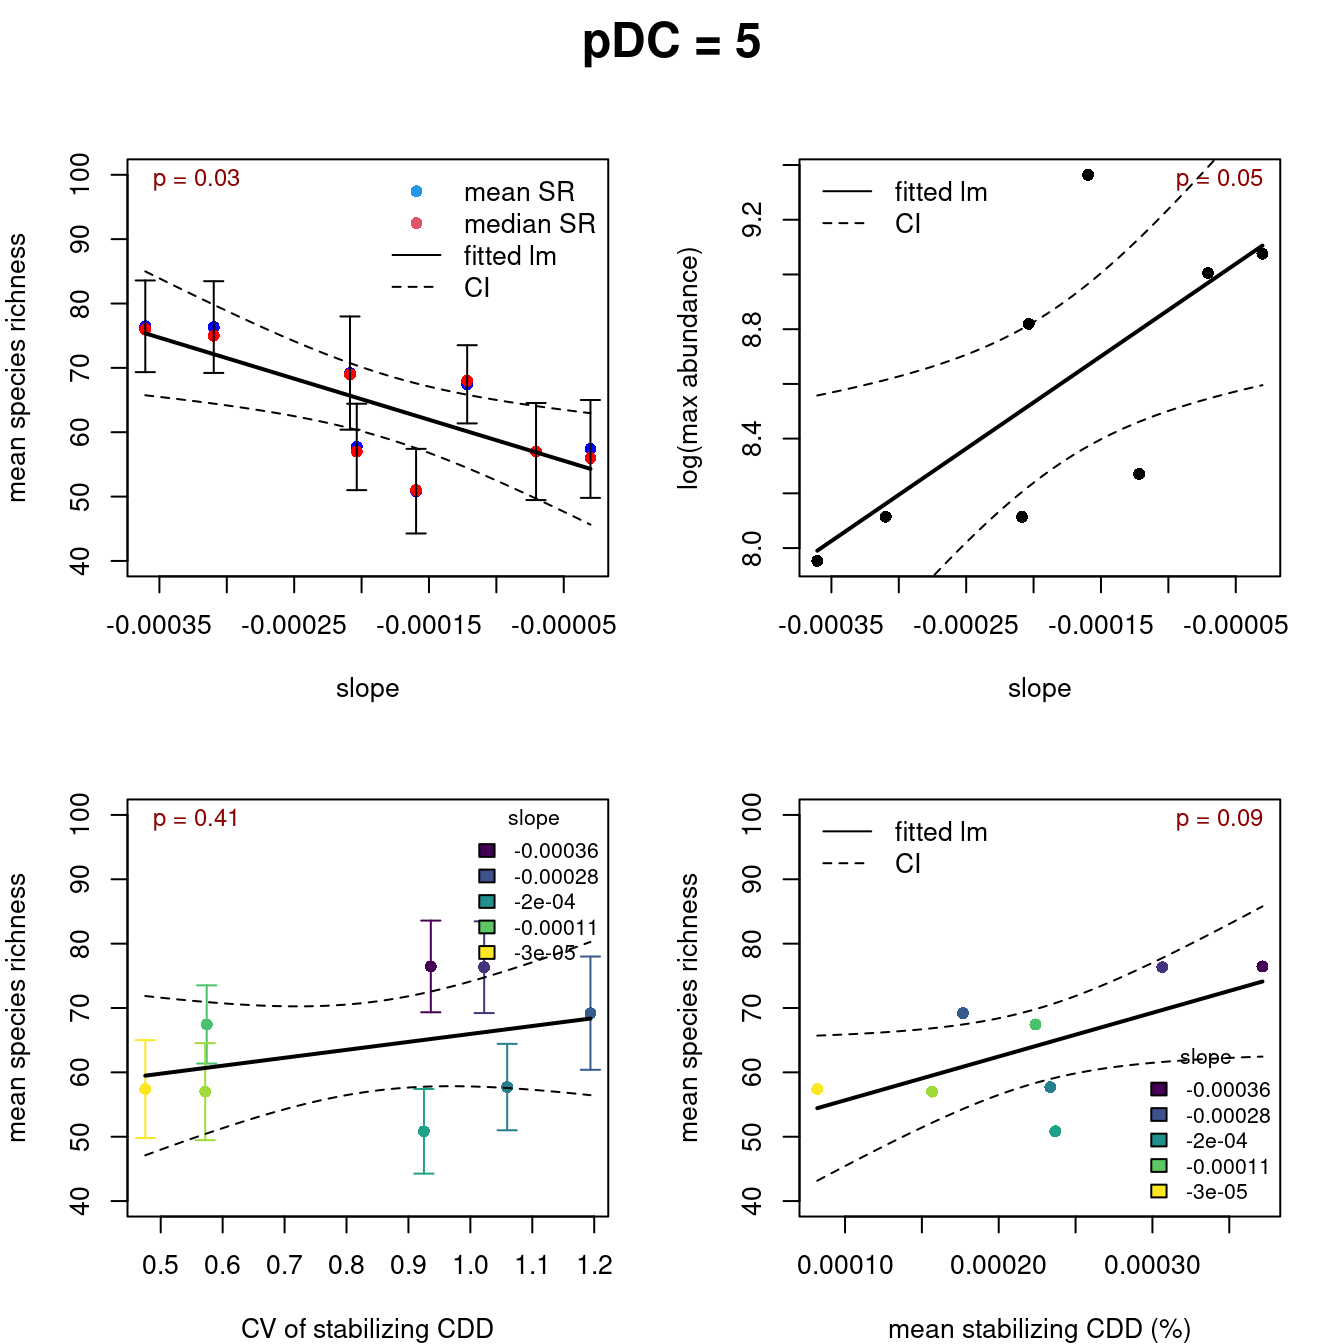 pDC = 5
mean species richness
100
90
80
70
60
50
40
p = 0.03
mean SR
median SR
fitted lm
CI
-0.00035
-0.00025
-0.00015
-0.00005
slope
log(max abundance)
9.2
8.8
8.4
8.0
fitted lm
CI
p = 0.05
-0.00035
-0.00025
-0.00015
-0.00005
slope
mean species richness
100
90
80
70
60
50
40
p = 0.41
slope
-0.00036
-0.00028
-2e-04
-0.00011
-3e-05
0.5
0.6
0.7
0.8
0.9
1.0
1.1
1.2
CV of stabilizing CDD
mean species richness
100
90
80
70
60
50
40
fitted lm
CI
p = 0.09
slope
-0.00036
-0.00028
-2e-04
-0.00011
-3e-05
0.00010
0.00020
0.00030
mean stabilizing CDD (%)